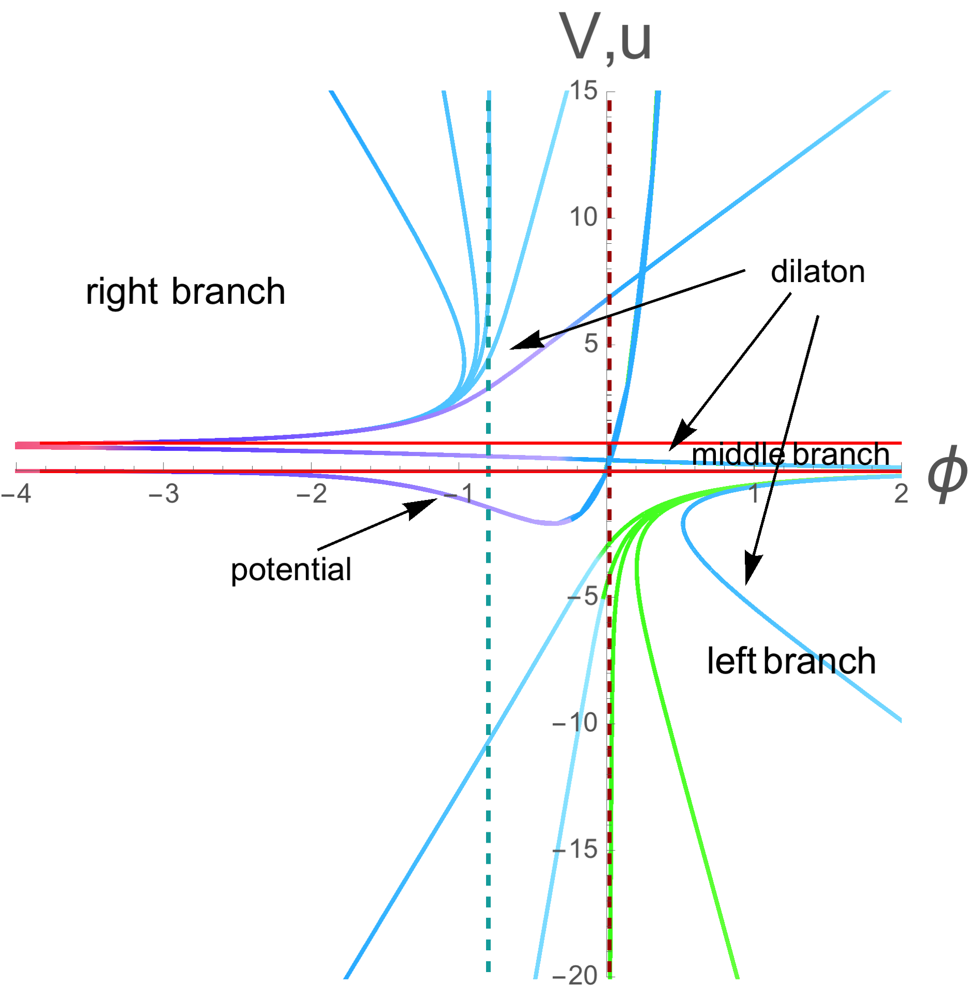 V,u
15
10
dilaton
right branch
5
middle branch
ϕ
−4
−3
−2
−1
1
2
potential
−5
left branch
−10
−15
−20